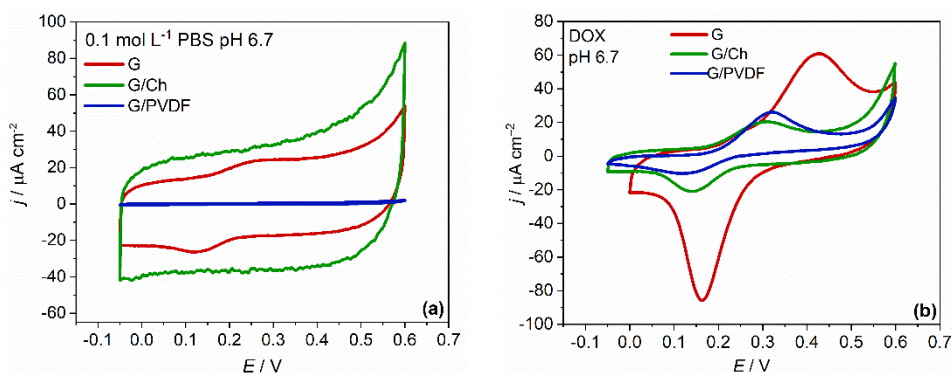 0.1 mol L⁻¹ PBS pH 6.7
G
G/Ch
G/PVDF
100
80
60
40
20
0
-20
-40
-60
j / µA cm⁻²
-0.1 0.0 0.1 0.2 0.3 0.4 0.5 0.6 0.7
E / V
(a)
DOX
pH 6.7
G
G/Ch
G/PVDF
80
60
40
20
0
-20
-40
-60
-80
-100
j / µA cm⁻²
-0.1 0.0 0.1 0.2 0.3 0.4 0.5 0.6 0.7
E / V
(b)